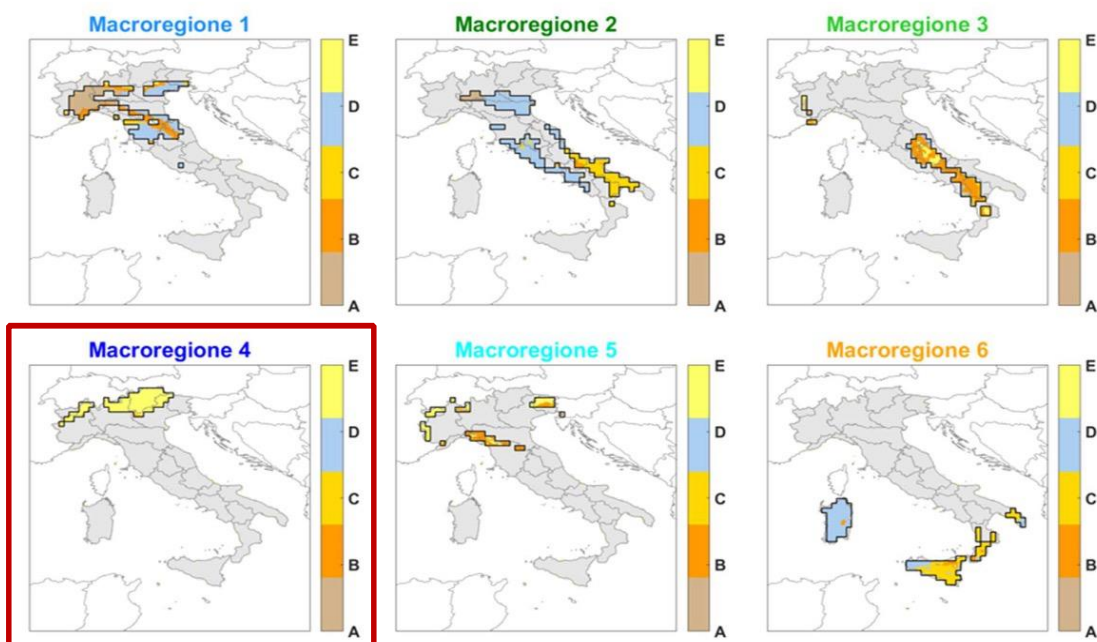 Macroregione 1
E
D
C
B
A
Macroregione 2
E
D
C
B
A
Macroregione 3
E
D
C
B
A
Macroregione 4
E
D
C
B
A
Macroregione 5
E
D
C
B
A
Macroregione 6
E
D
C
B
A